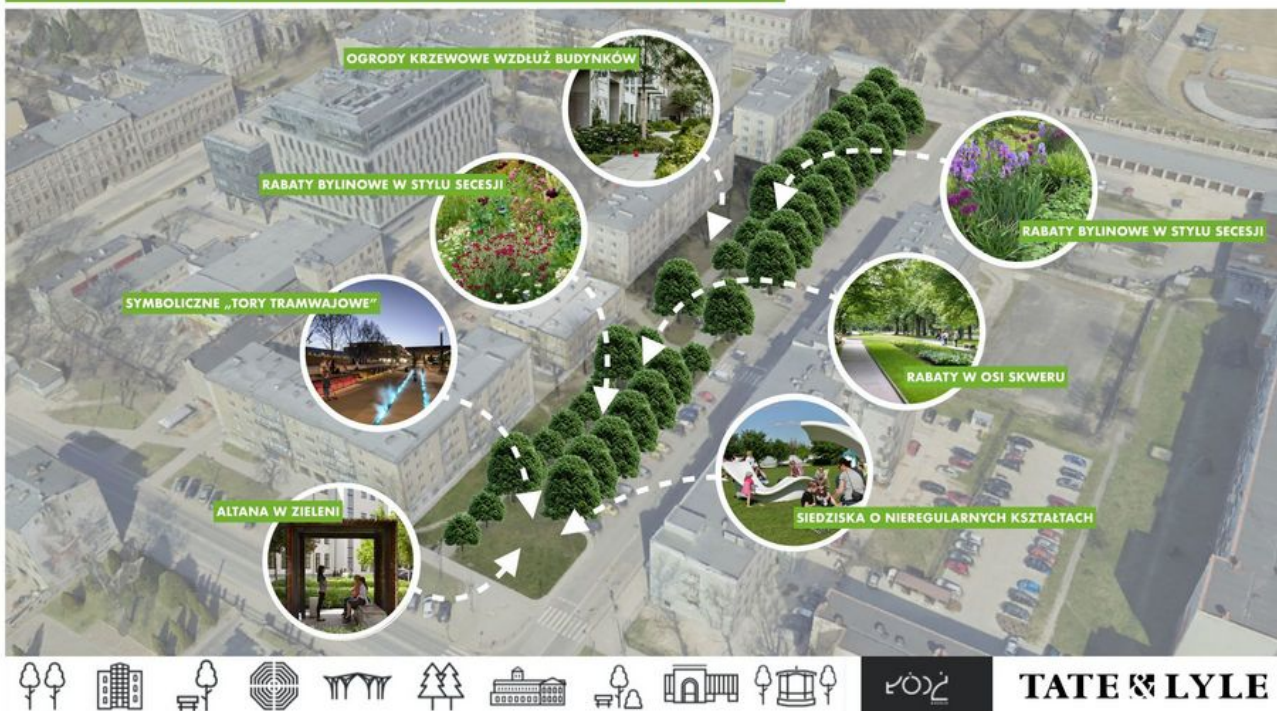 OGRODY KRZEWOWE WZDŁUŻ BUDYNKÓW
RABATY BYLINOWE W STYLU SECESJI
RABATY BYLINOWE W STYLU SECESJI
SYMBOLICZNE „TORY TRAMWAJOWE”
RABATY W OSI SKWERU
ALTANA W ZIELENI
SIEDZISKA O NIEREGULARNYCH KSZTAŁTACH
TATE & LYLE